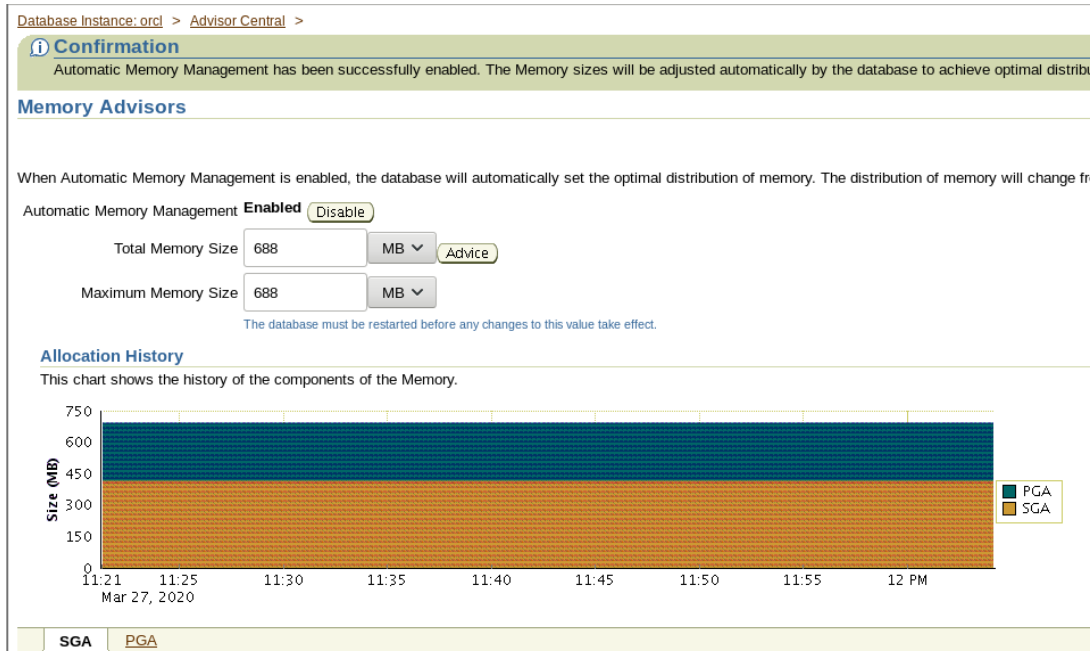 Database Instance: orcl > Advisor Central >
Confirmation
Automatic Memory Management has been successfully enabled. The Memory sizes will be adjusted automatically by the database to achieve optimal distribu
Memory Advisors
When Automatic Memory Management is enabled, the database will automatically set the optimal distribution of memory. The distribution of memory will change fr
Automatic Memory Management Enabled Disable
Total Memory Size 688 MB Advice
Maximum Memory Size 688 MB
The database must be restarted before any changes to this value take effect.
Allocation History
This chart shows the history of the components of the Memory.
750
600
450
300
150
0
Size (MB)
PGA
SGA
11:21 11:25 11:30 11:35 11:40 11:45 11:50 11:55 12 PM
Mar 27, 2020
SGA PGA